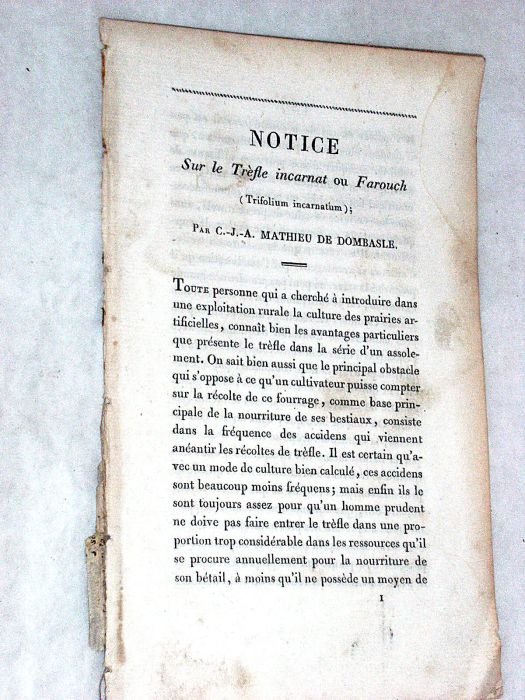 NOTICE
Sur le Trèfle incarnat ou Farouch
(Trifolium incarnatum);
PAR C.-J.-A. MATHIEU DE DOMBASLE.
TOUTE personne qui a cherché à introduire dans
une exploitation rurale la culture des prairies ar-
tificielles, connaît bien les avantages particuliers
que présente le trèfle dans la série d'un assole-
ment. On sait bien aussi que le principal obstacle
qui s'oppose à ce qu'un cultivateur puisse compter
sur la récolte de ce fourrage, comme base prin-
cipale de la nourriture de ses bestiaux, consiste
dans la fréquence des accidens qui viennent
anéantir les récoltes de trèfle. Il est certain qu'a-
vec un mode de culture bien calculé, ces accidens
sont beaucoup moins fréquens; mais enfin ils le
sont toujours assez pour qu'un homme prudent
ne doive pas faire entrer le trèfle dans une pro-
portion trop considérable dans les ressources qu'il
se procure annuellement pour la nourriture de
son bétail, à moins qu'il ne possède un moyen de
1